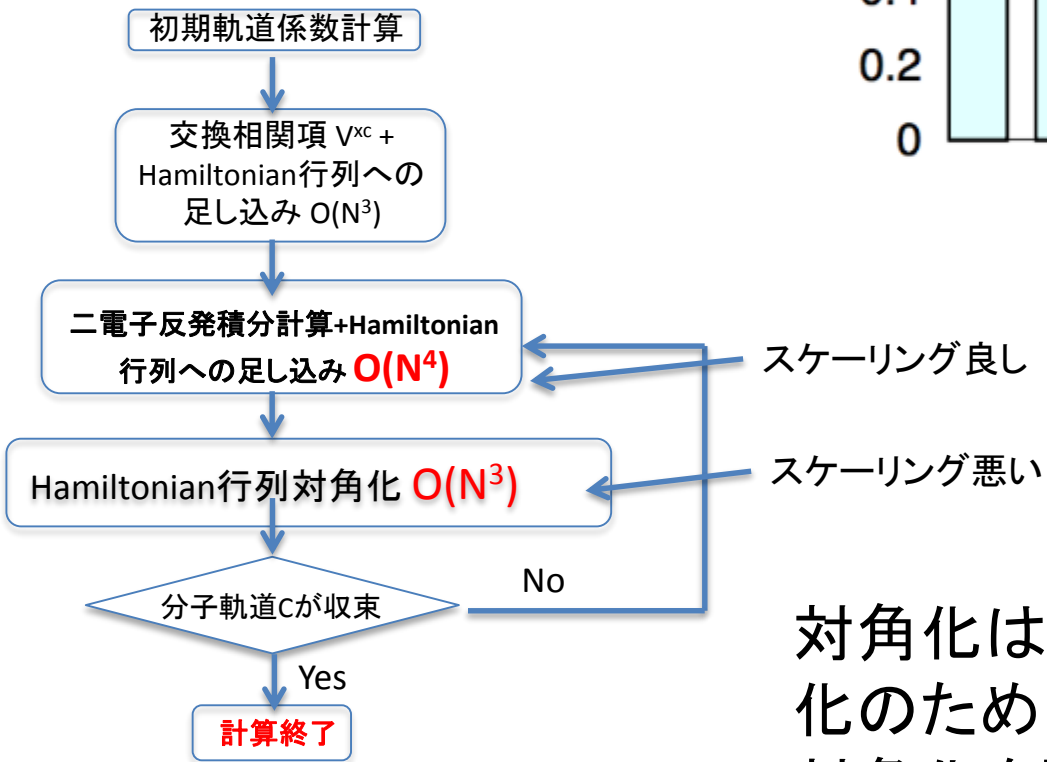 初期軌道係数計算
交換相関項 Vxc +
Hamiltonian行列への
足し込み O(N3)
二電子反発積分計算+Hamiltonian
行列への足し込み O(N4)
Hamiltonian行列対角化 O(N3)
分子軌道Cが収束
No
Yes
計算終了
0.2
0
スケーリング良し
スケーリング悪い
対角化は
化のため